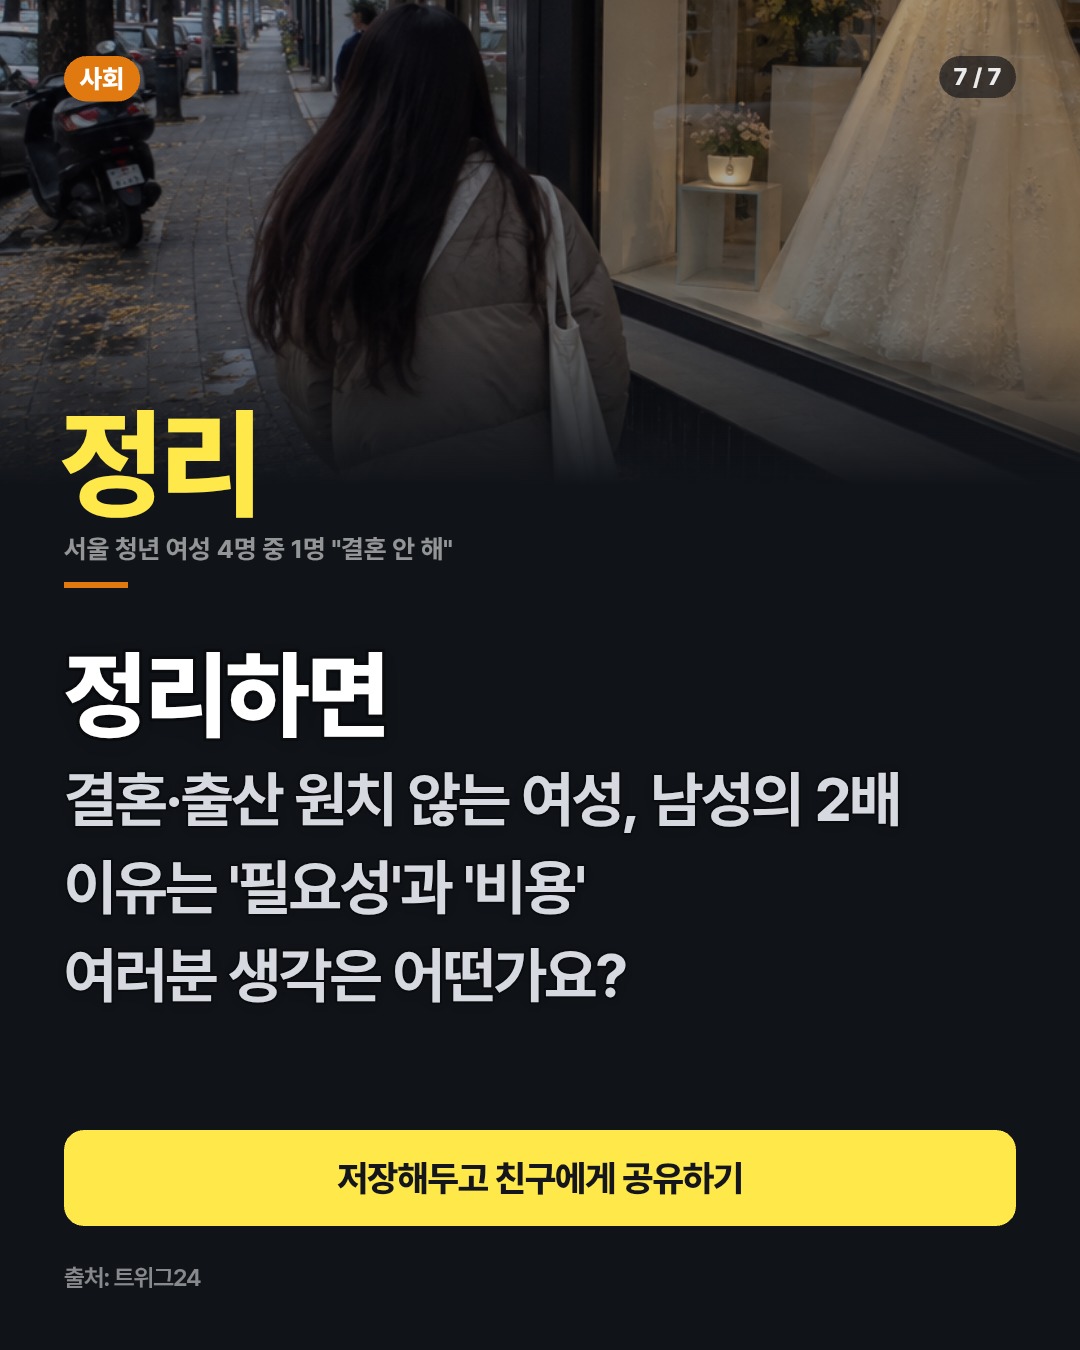 사회
7 / 7
정리
서울 청년 여성 4명 중 1명 "결혼 안 해"
정리하면
결혼·출산 원치 않는 여성, 남성의 2배
이유는 '필요성'과 '비용'
여러분 생각은 어떤가요?
저장해두고 친구에게 공유하기
출처: 트위그24